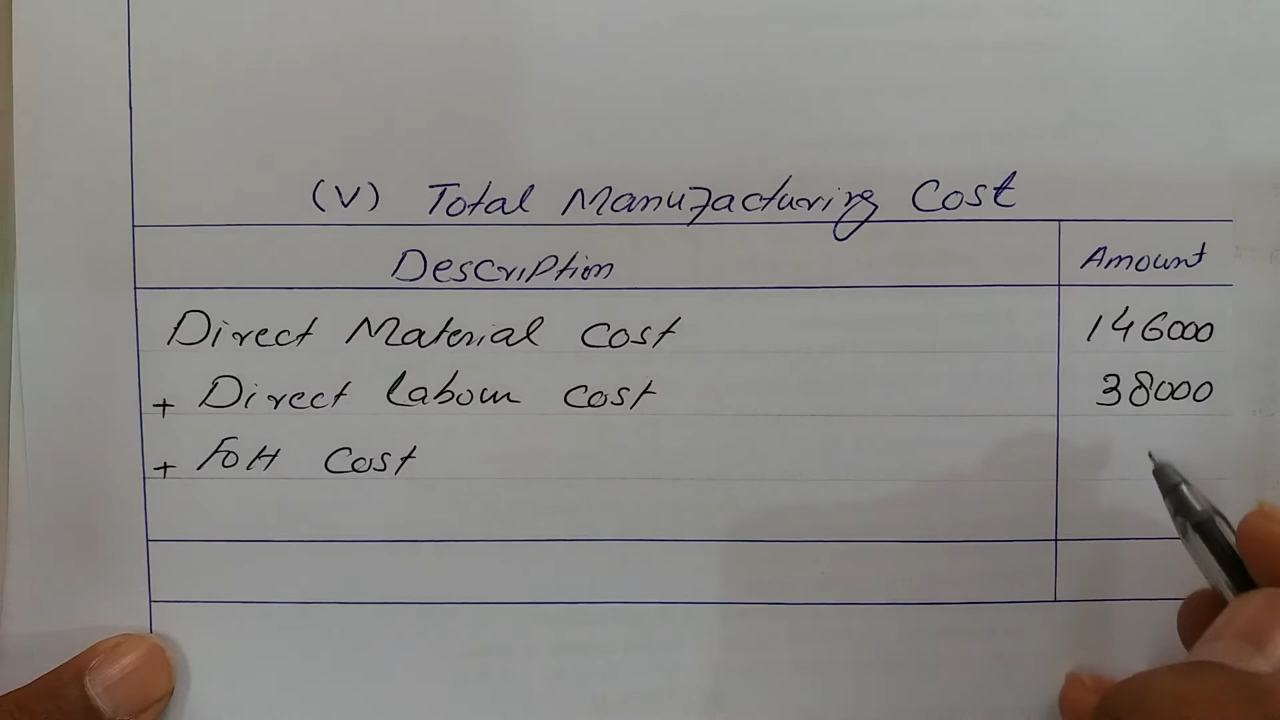 (V) Total Manufacturing Cost
Description Amount
Direct Material Cost 146000
+ Direct labour cost 38000
+ FOH Cost